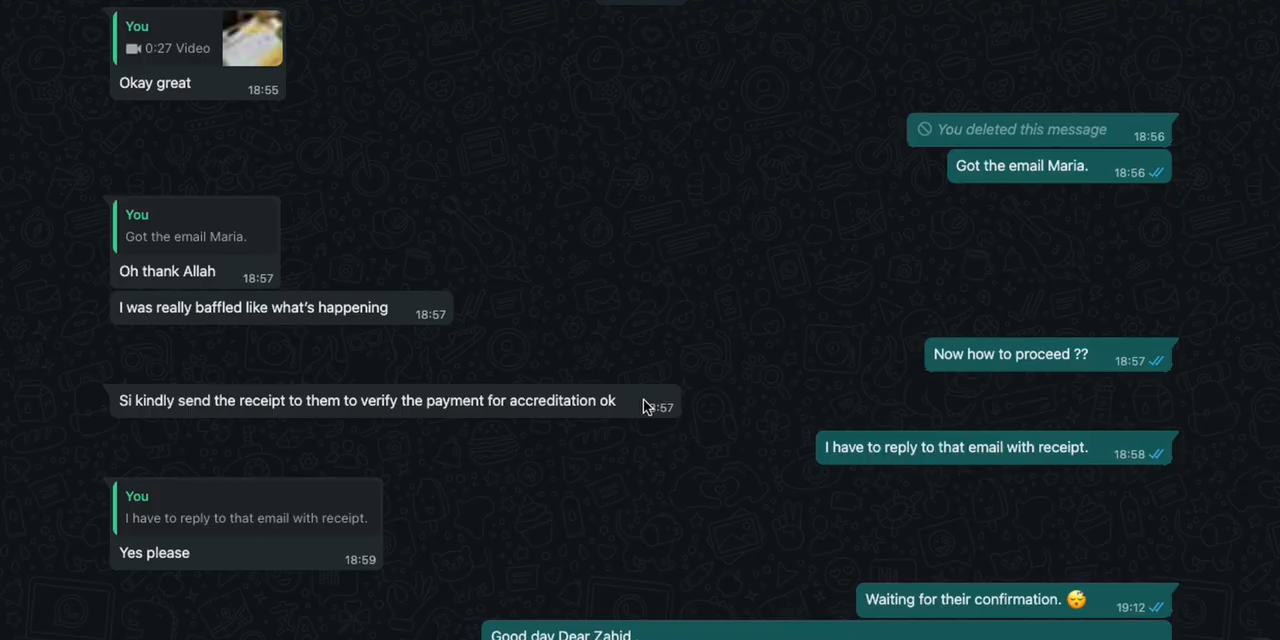 You
0:27 Video
Okay great
18:55
You deleted this message
18:56
Got the email Maria.
18:56
You
Got the email Maria.
Oh thank Allah
18:57
I was really baffled like what's happening
18:57
Now how to proceed ??
18:57
Si kindly send the receipt to them to verify the payment for accreditation ok
:57
I have to reply to that email with receipt.
18:58
You
I have to reply to that email with receipt.
Yes please
18:59
Waiting for their confirmation. 😴
19:12
Good day Dear Zahid